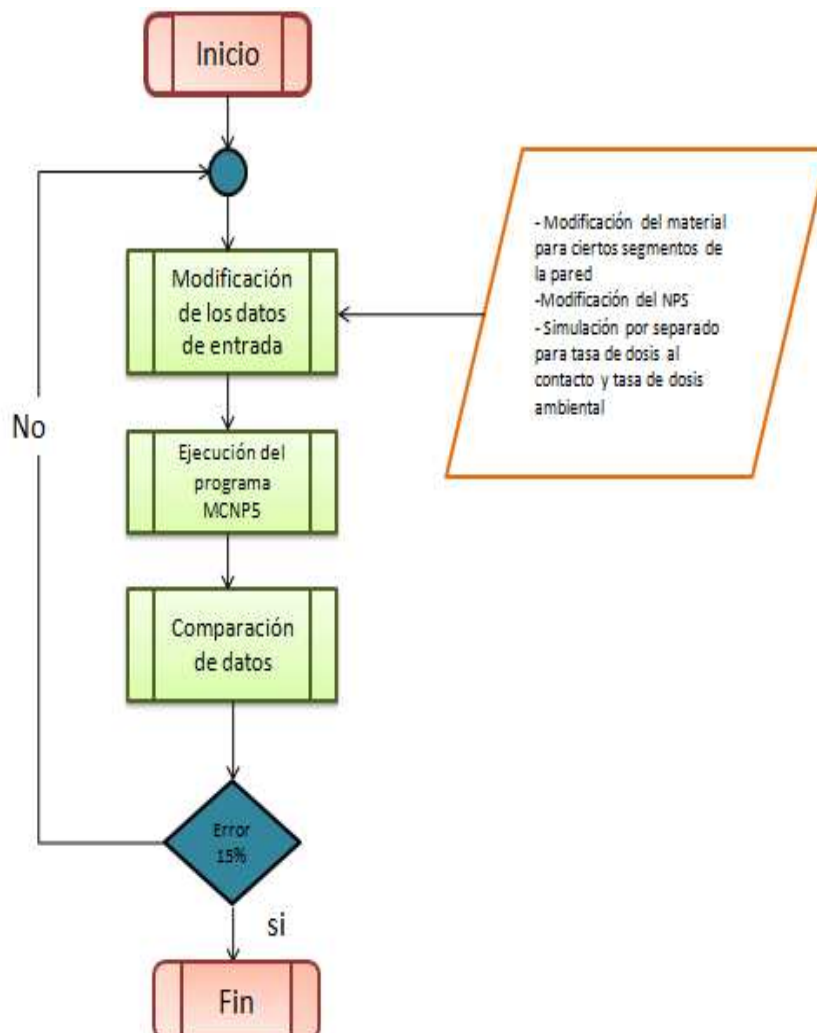 Inicio
Modificación
de los datos
de entrada
- Modificación del material
para ciertos segmentos de
la pared
-Modificación del NPS
- Simulación por separado
para tasa de dosis al
contacto y tasa de dosis
ambiental
No
Ejecución del
programa
MCNP5
Comparación
de datos
Error
15%
si
Fin